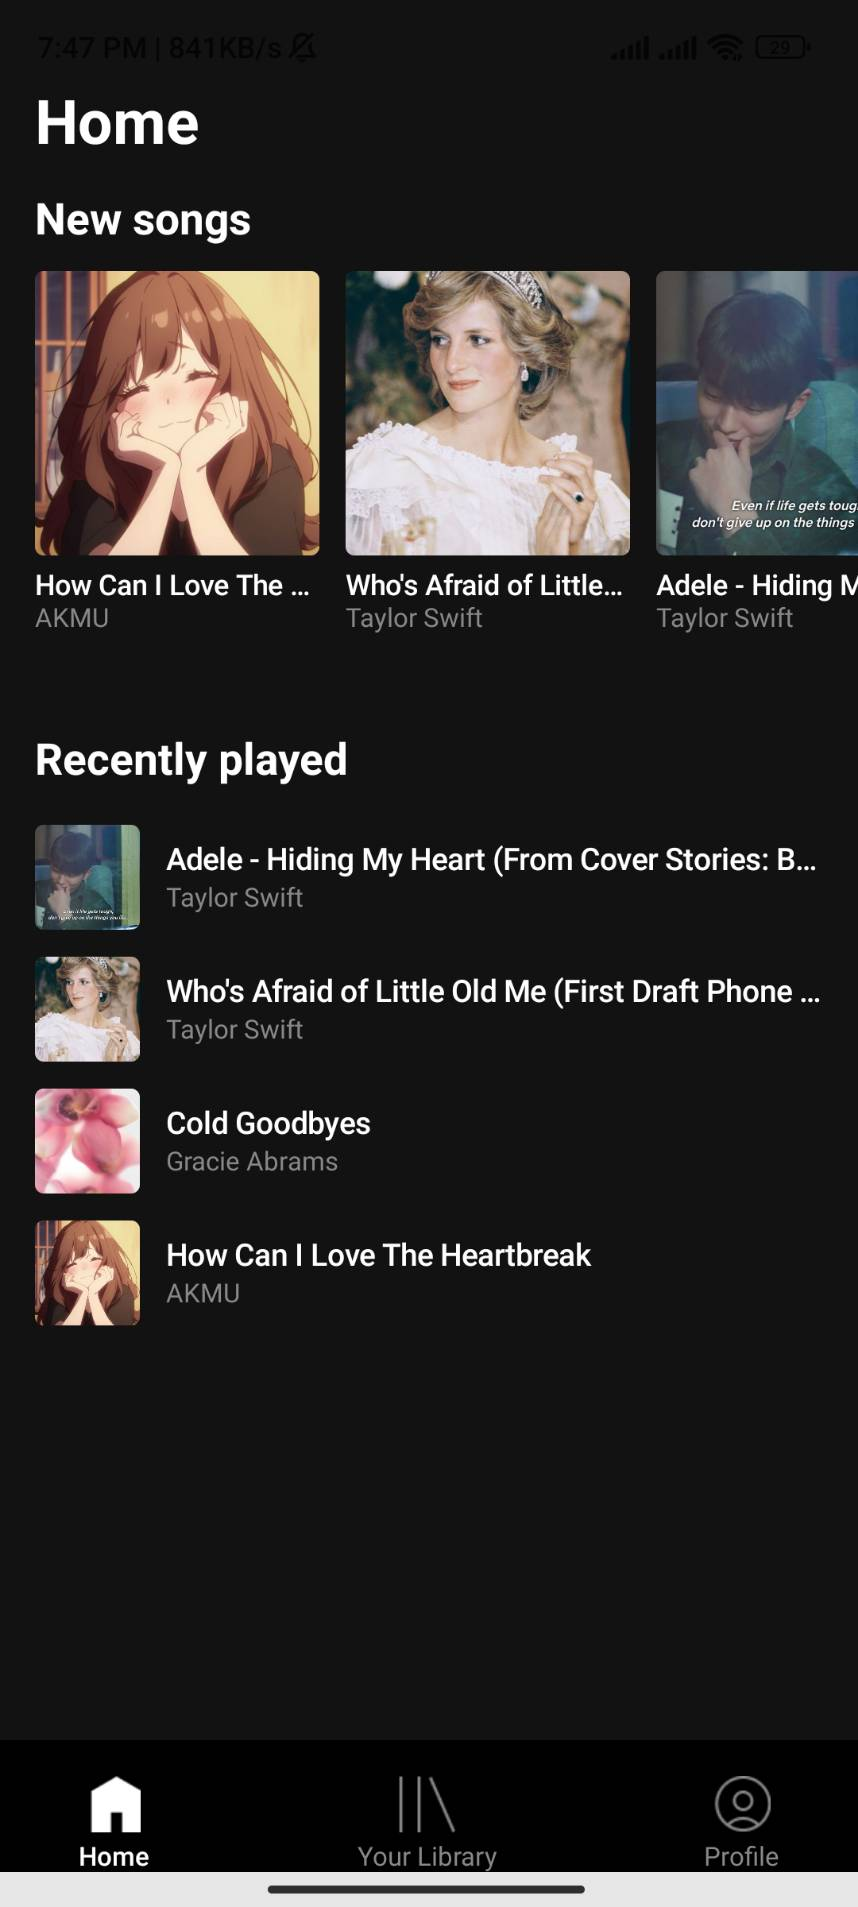 7:47 PM | 841KB/s
29
Home
New songs
Even if life gets toug
don't give up on the things
How Can I Love The ...
AKMU
Who's Afraid of Little...
Taylor Swift
Adele - Hiding M
Taylor Swift
Recently played
Adele - Hiding My Heart (From Cover Stories: B...
Taylor Swift
Who's Afraid of Little Old Me (First Draft Phone ...
Taylor Swift
Cold Goodbyes
Gracie Abrams
How Can I Love The Heartbreak
AKMU
Home
Your Library
Profile